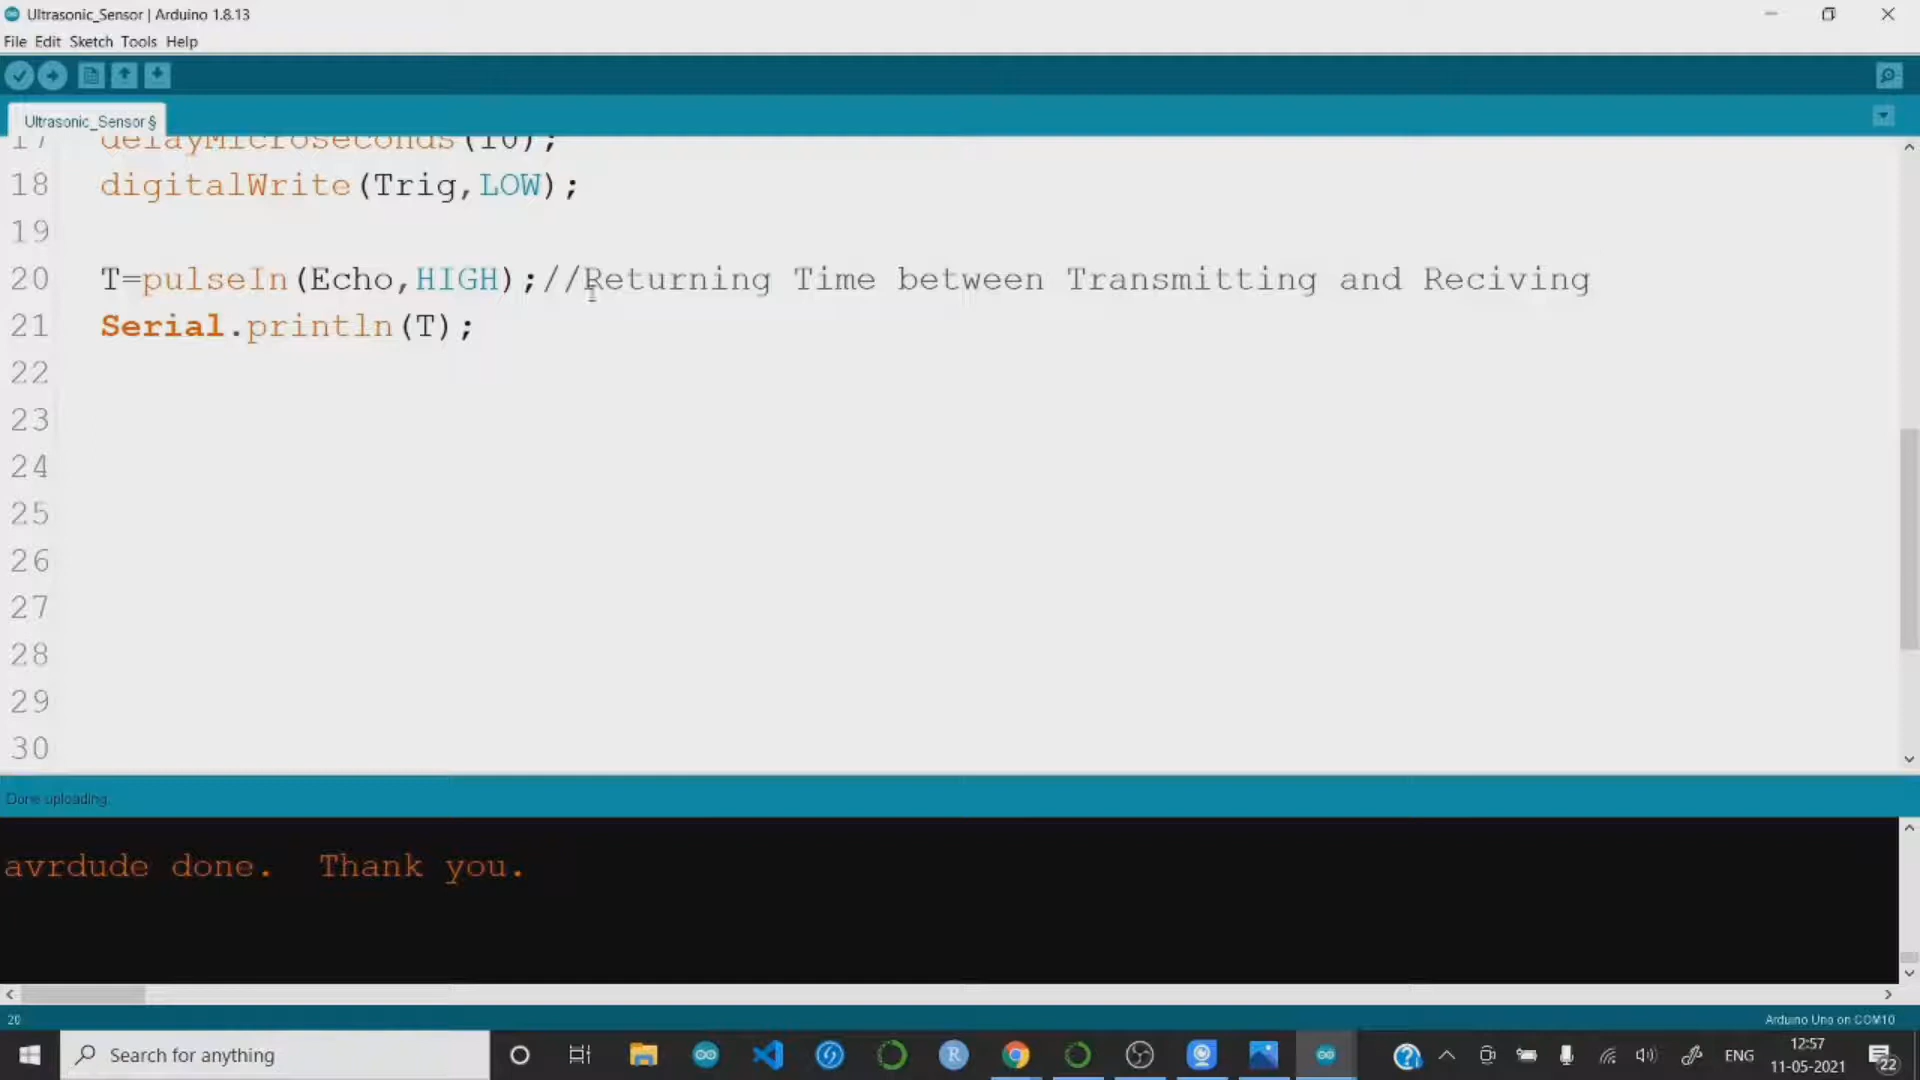 Ultrasonic_Sensor | Arduino 1.8.13
File Edit Sketch Tools Help
Ultrasonic_Sensor §
17 delayMicroseconds(10);
18 digitalWrite(Trig,LOW);
19
20 T=pulseIn(Echo,HIGH);//Returning Time between Transmitting and Reciving
21 Serial.println(T);
22
23
24
25
26
27
28
29
30
Done uploading.
avrdude done.  Thank you.
20 Arduino Uno on COM10
Search for anything
R
ENG
12:57
11-05-2021
22